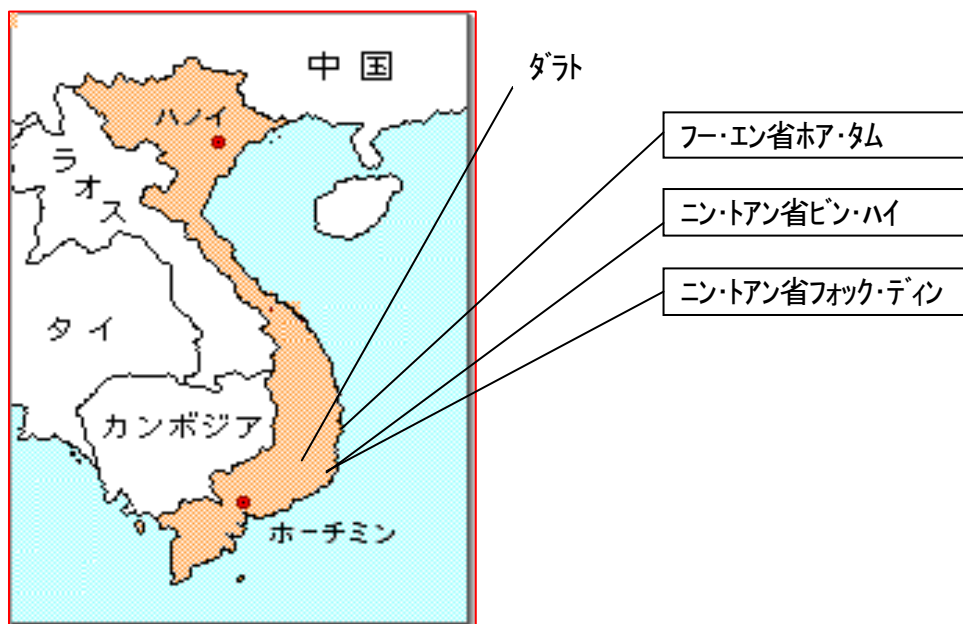 中国
ダラト
ハノイ
フー・エン省ホア・タム
ラオス
ニン・トアン省ビン・ハイ
ニン・トアン省フォック・ディン
タイ
カンボジア
ホーチミン